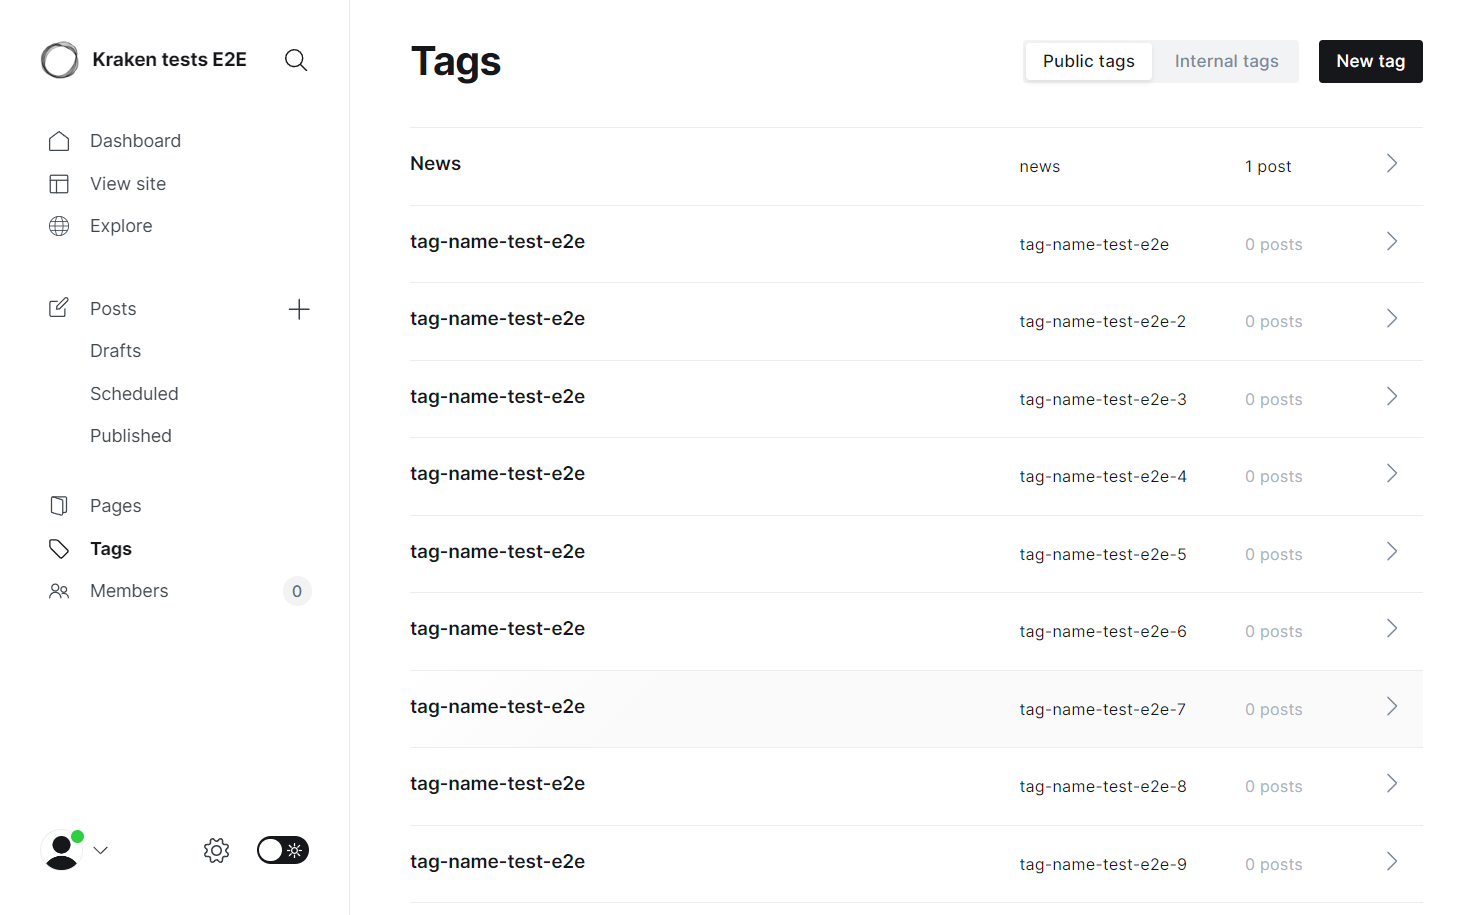 Kraken tests E2E
Dashboard
View site
Explore
Posts
Drafts
Scheduled
Published
Pages
Tags
Members 0
Tags
Public tags Internal tags New tag
News news 1 post
tag-name-test-e2e tag-name-test-e2e 0 posts
tag-name-test-e2e tag-name-test-e2e-2 0 posts
tag-name-test-e2e tag-name-test-e2e-3 0 posts
tag-name-test-e2e tag-name-test-e2e-4 0 posts
tag-name-test-e2e tag-name-test-e2e-5 0 posts
tag-name-test-e2e tag-name-test-e2e-6 0 posts
tag-name-test-e2e tag-name-test-e2e-7 0 posts
tag-name-test-e2e tag-name-test-e2e-8 0 posts
tag-name-test-e2e tag-name-test-e2e-9 0 posts